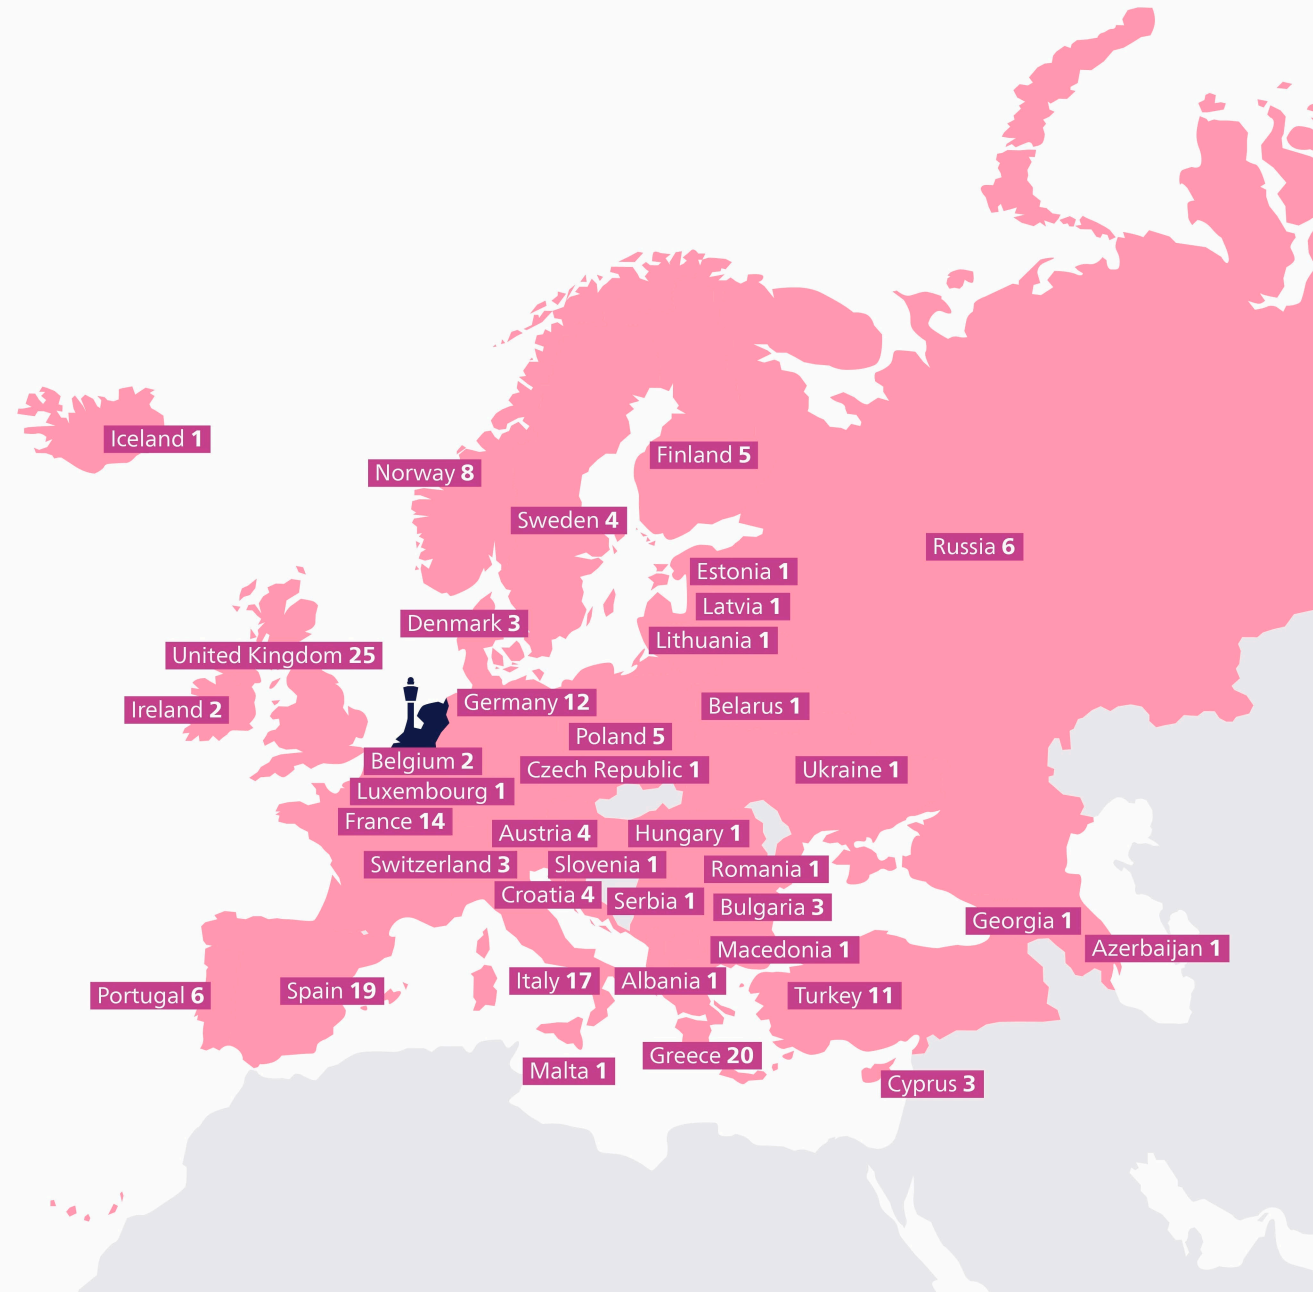 Iceland 1
Finland 5
Norway 8
Sweden 4
Russia 6
Estonia 1
Latvia 1
Denmark 3
Lithuania 1
United Kingdom 25
Germany 12
Belarus 1
Ireland 2
Poland 5
Belgium 2
Czech Republic 1
Ukraine 1
Luxembourg 1
France 14
Austria 4
Hungary 1
Switzerland 3
Slovenia 1
Romania 1
Croatia 4
Serbia 1
Bulgaria 3
Georgia 1
Macedonia 1
Azerbaijan 1
Italy 17
Albania 1
Portugal 6
Spain 19
Turkey 11
Greece 20
Malta 1
Cyprus 3